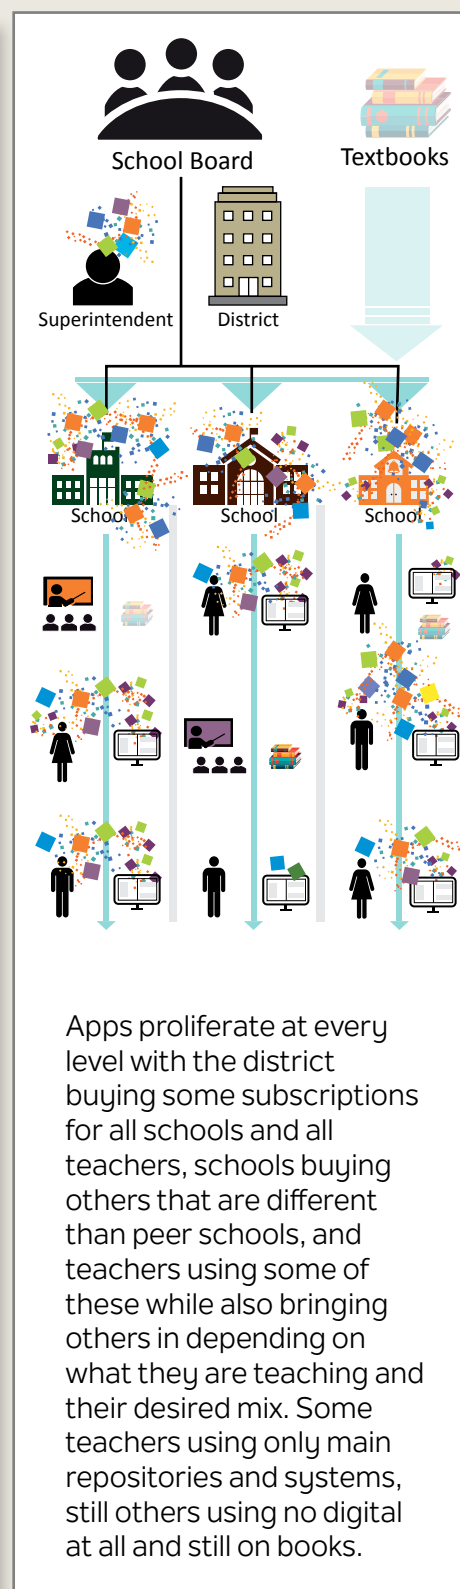 School Board
Textbooks
Superintendent
District
School
School
School
Apps proliferate at every
level with the district
buying some subscriptions
for all schools and all
teachers, schools buying
others that are different
than peer schools, and
teachers using some of
these while also bringing
others in depending on
what they are teaching and
their desired mix. Some
teachers using only main
repositories and systems,
still others using no digital
at all and still on books.